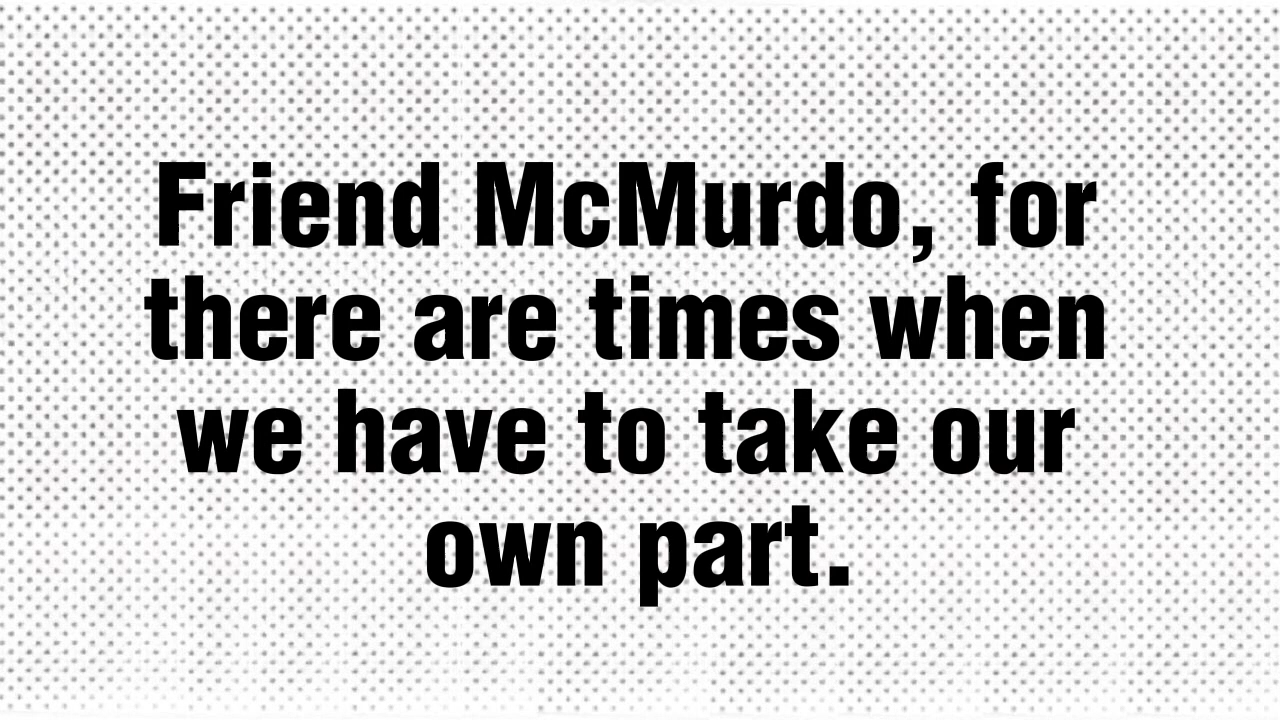 Friend McMurdo, for
there are times when
we have to take our
own part.